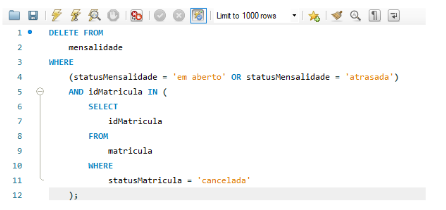 Limit to 1000 rows
1 DELETE FROM
2 mensalidade
3 WHERE
4 (statusMensalidade = 'em aberto' OR statusMensalidade = 'atrasada')
5 AND idMatricula IN (
6 SELECT
7 idMatricula
8 FROM
9 matricula
10 WHERE
11 statusMatricula = 'cancelada'
12 );